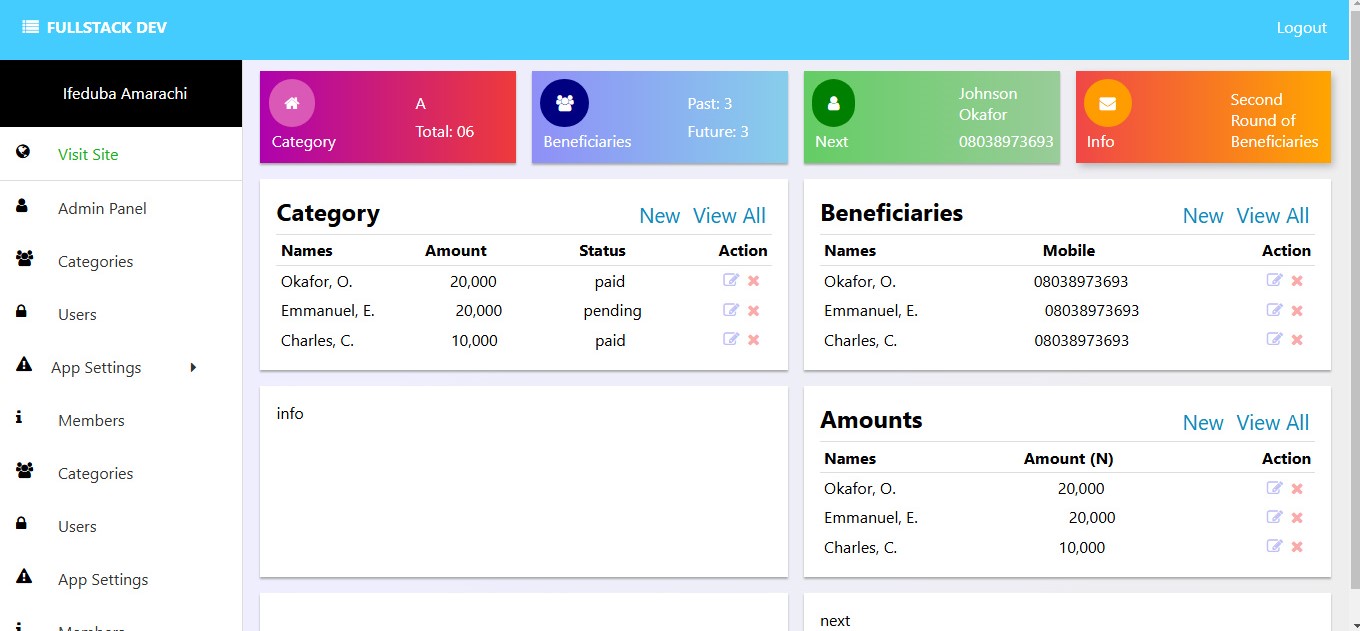 FULLSTACK DEV
Logout
Ifeduba Amarachi
Visit Site
Admin Panel
Categories
Users
App Settings
Members
Categories
Users
App Settings
Members
Category
A
Total: 06
Beneficiaries
Past: 3
Future: 3
Next
Johnson
Okafor
08038973693
Info
Second
Round of
Beneficiaries
Category New View All
Names Amount Status Action
Okafor, O. 20,000 paid
Emmanuel, E. 20,000 pending
Charles, C. 10,000 paid
Beneficiaries New View All
Names Mobile Action
Okafor, O. 08038973693
Emmanuel, E. 08038973693
Charles, C. 08038973693
info
Amounts New View All
Names Amount (N) Action
Okafor, O. 20,000
Emmanuel, E. 20,000
Charles, C. 10,000
next